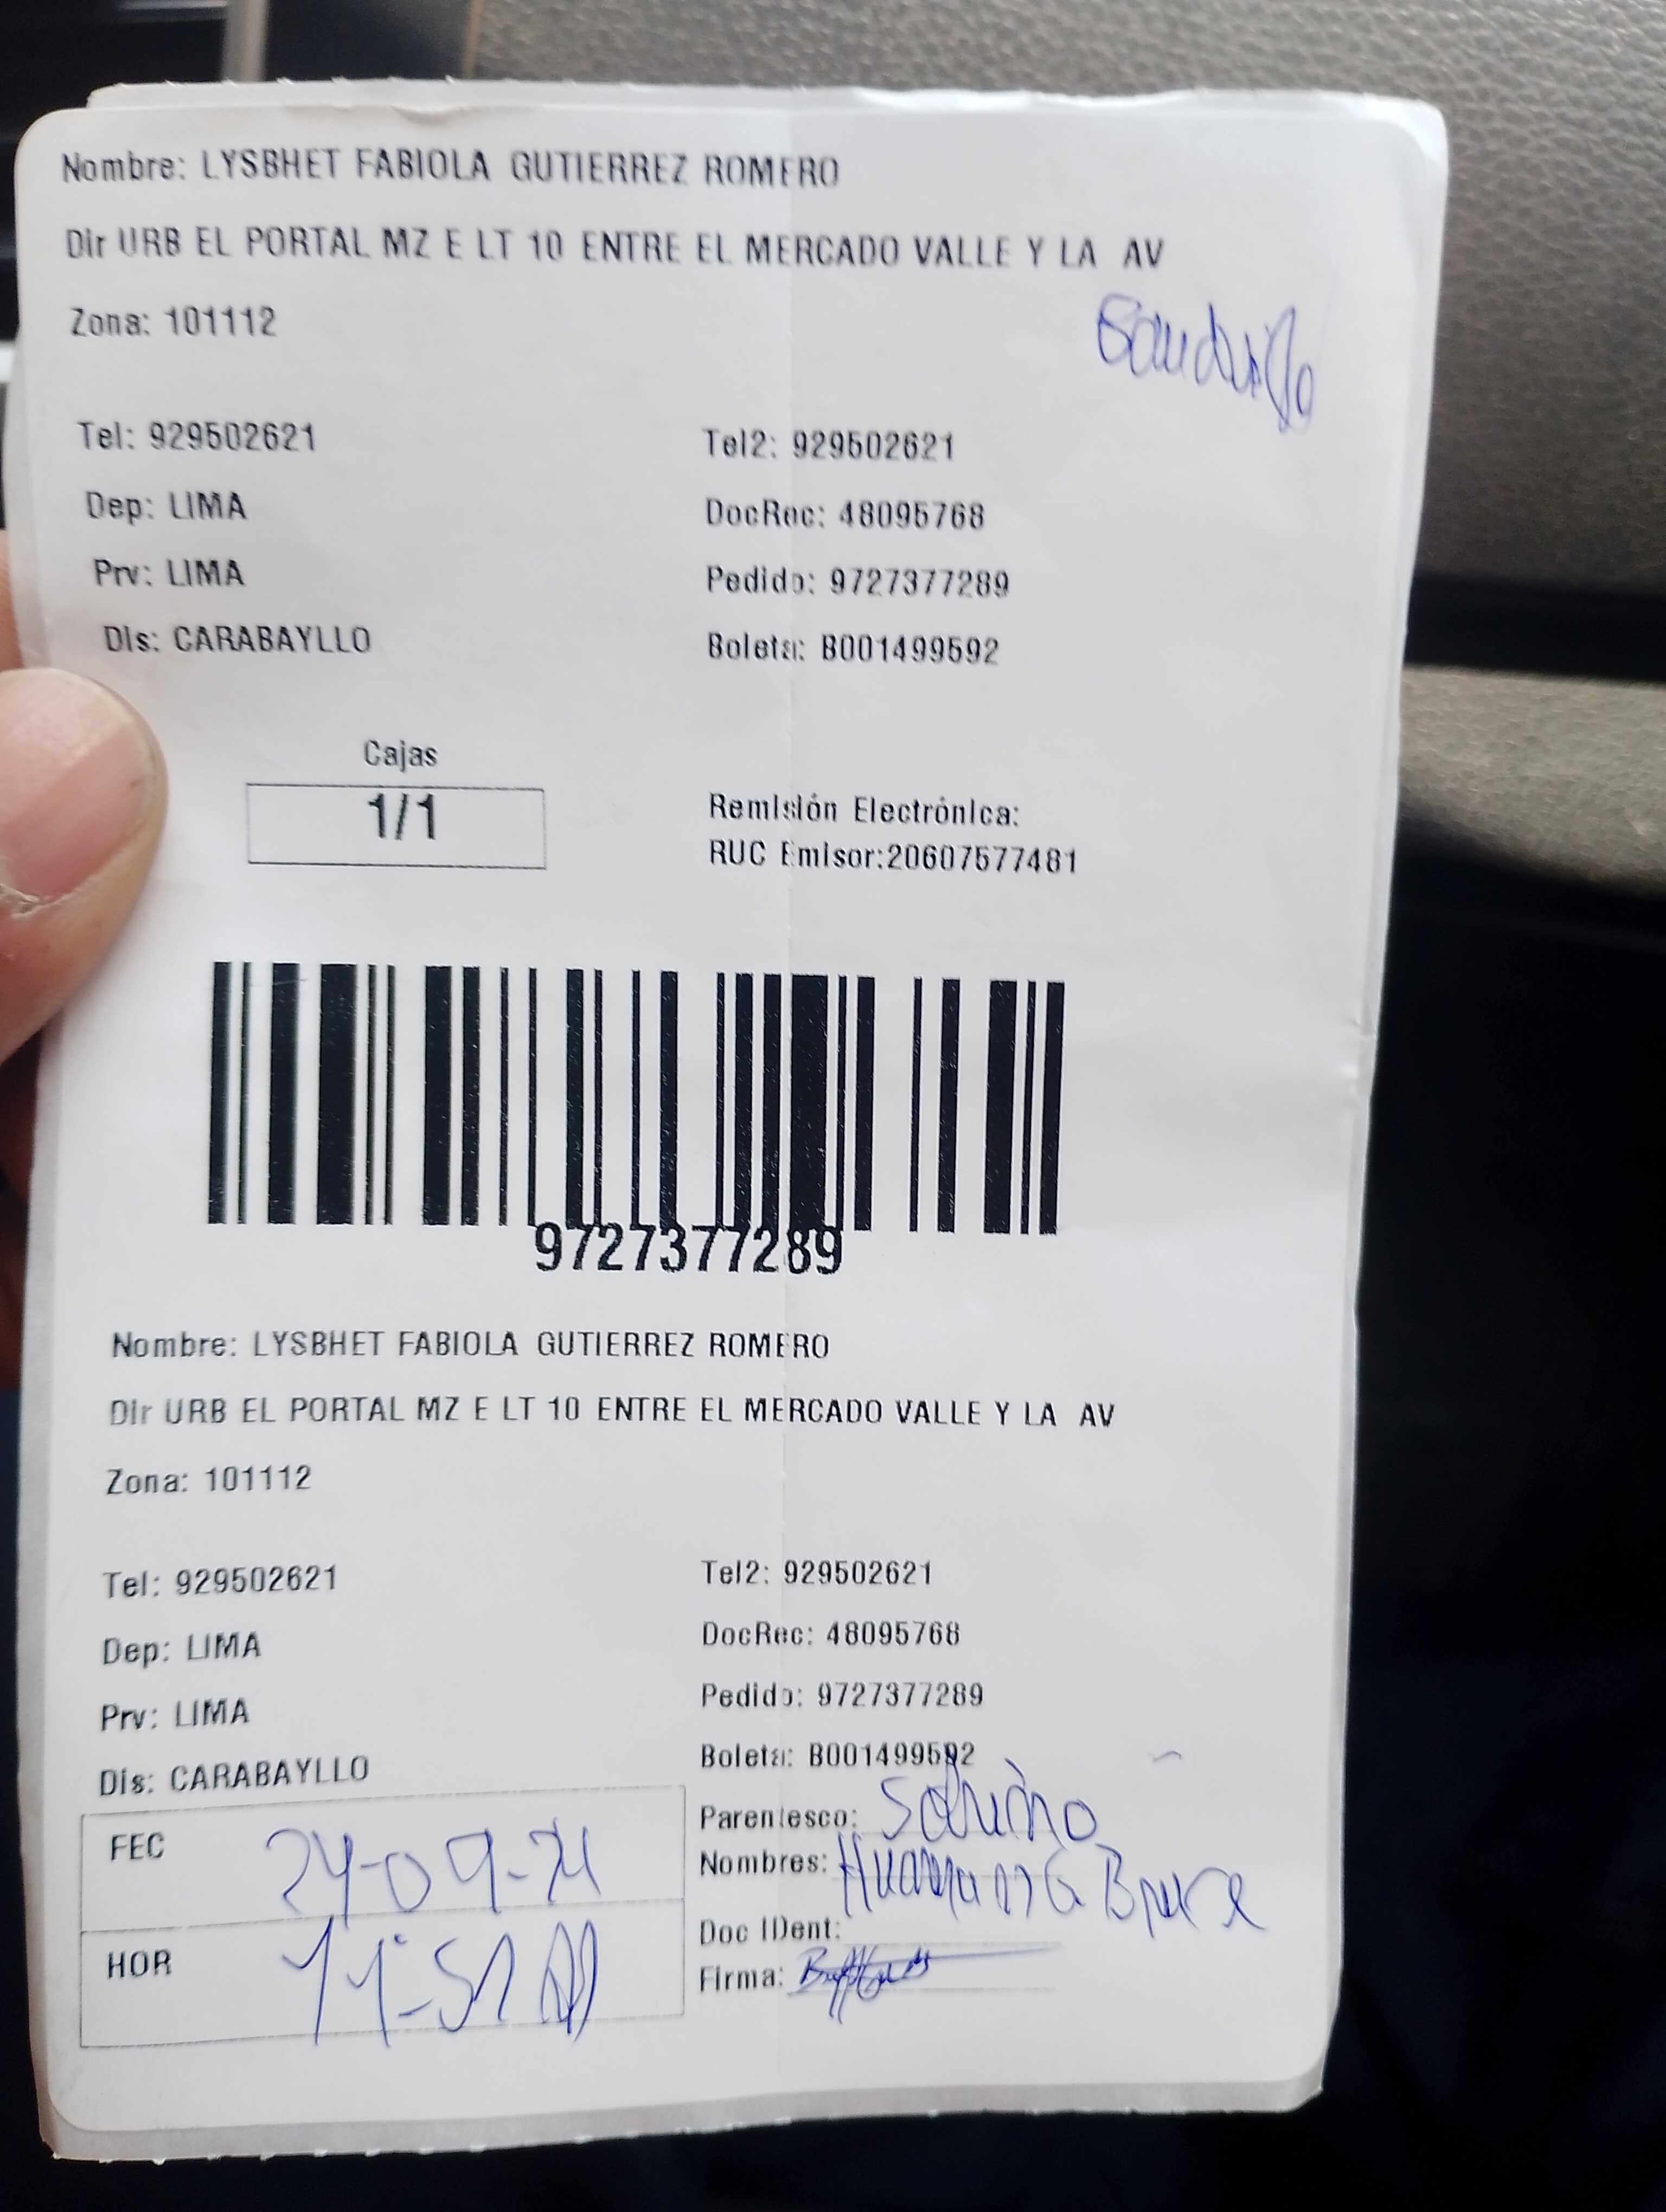 Nombre: LYSBHET FABIOLA GUTIERREZ ROMERO
Dir URB EL PORTAL MZ E LT 10 ENTRE EL MERCADO VALLE Y LA AV
Zona: 101112
Tel: 929502621 Tel2: 929502621
Dep: LIMA DocRec: 48095768
Prv: LIMA Pedido: 9727377289
Dis: CARABAYLLO Boleta: B001499592
Cajas
1/1
Remisión Electrónica:
RUC Emisor:20607577481
9727377289
Nombre: LYSBHET FABIOLA GUTIERREZ ROMERO
Dir URB EL PORTAL MZ E LT 10 ENTRE EL MERCADO VALLE Y LA AV
Zona: 101112
Tel: 929502621 Tel2: 929502621
Dep: LIMA DocRec: 48095768
Prv: LIMA Pedido: 9727377289
Dis: CARABAYLLO Boleta: B001499592
Parentesco:
FEC 24-09-21
Nombres:
Doc IDent:
HOR
Firma: